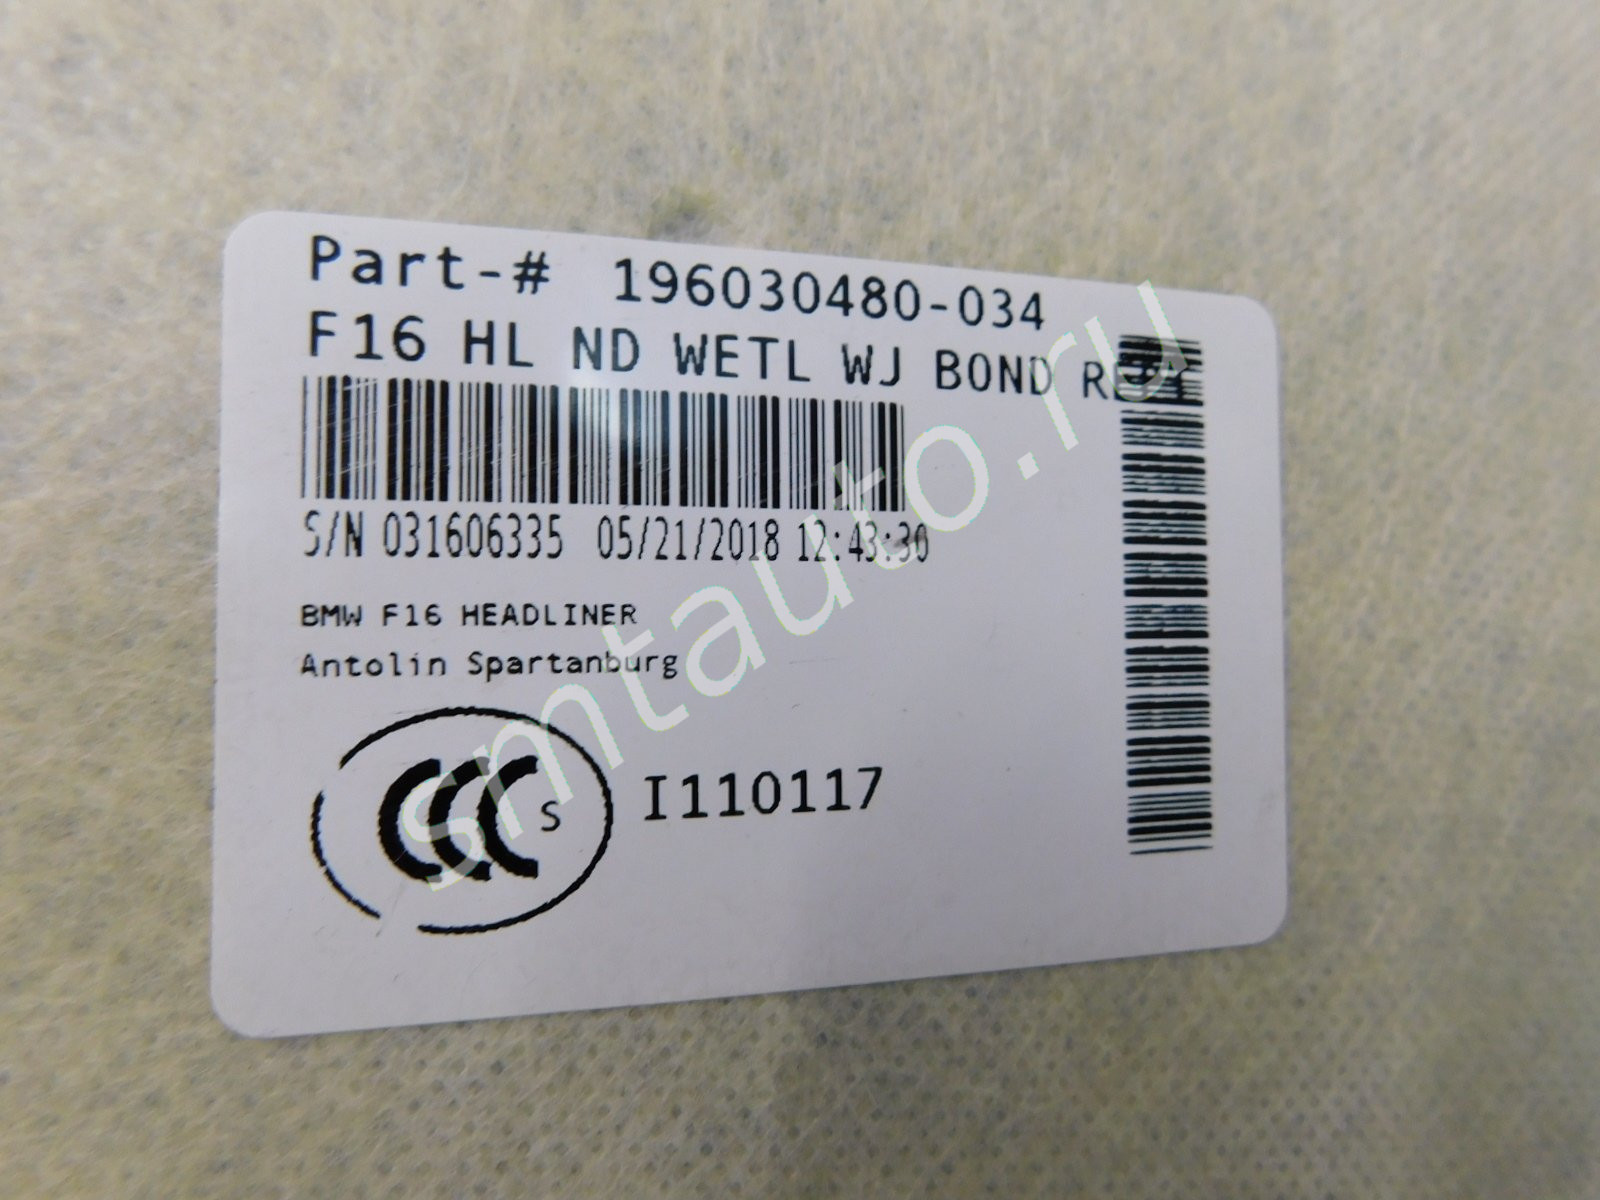 Part-# 196030480-034
F16 HL ND WETL WJ BOND
S/N 031606335 05/21/2018 12:43:30
BMW F16 HEADLINER
Antolin Spartanburg
CCC S I110117
smtauto.ru